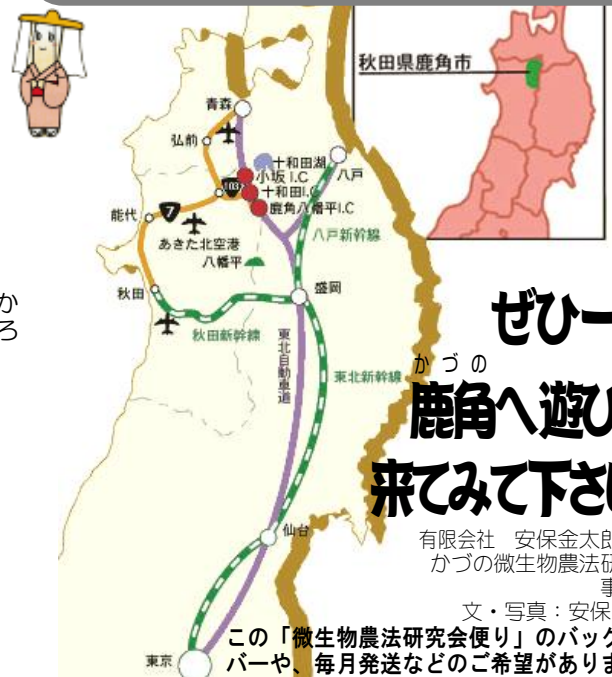 秋田県鹿角市
青森
弘前
十和田湖
八戸
小坂I.C
103
十和田I.C
鹿角八幡平I.C
能代
7
あきた北空港
八幡平
八戸新幹線
秋田
盛岡
秋田新幹線
東北自動車道
東北新幹線
仙台
東京
か
ろ
ぜひ一
かづの
鹿角へ遊び
来てみて下さい
有限会社 安保金太郎
かづの微生物農法研
事
文・写真：安保
この「微生物農法研究会便り」のバック
バーや、毎月発送などのご希望がありま